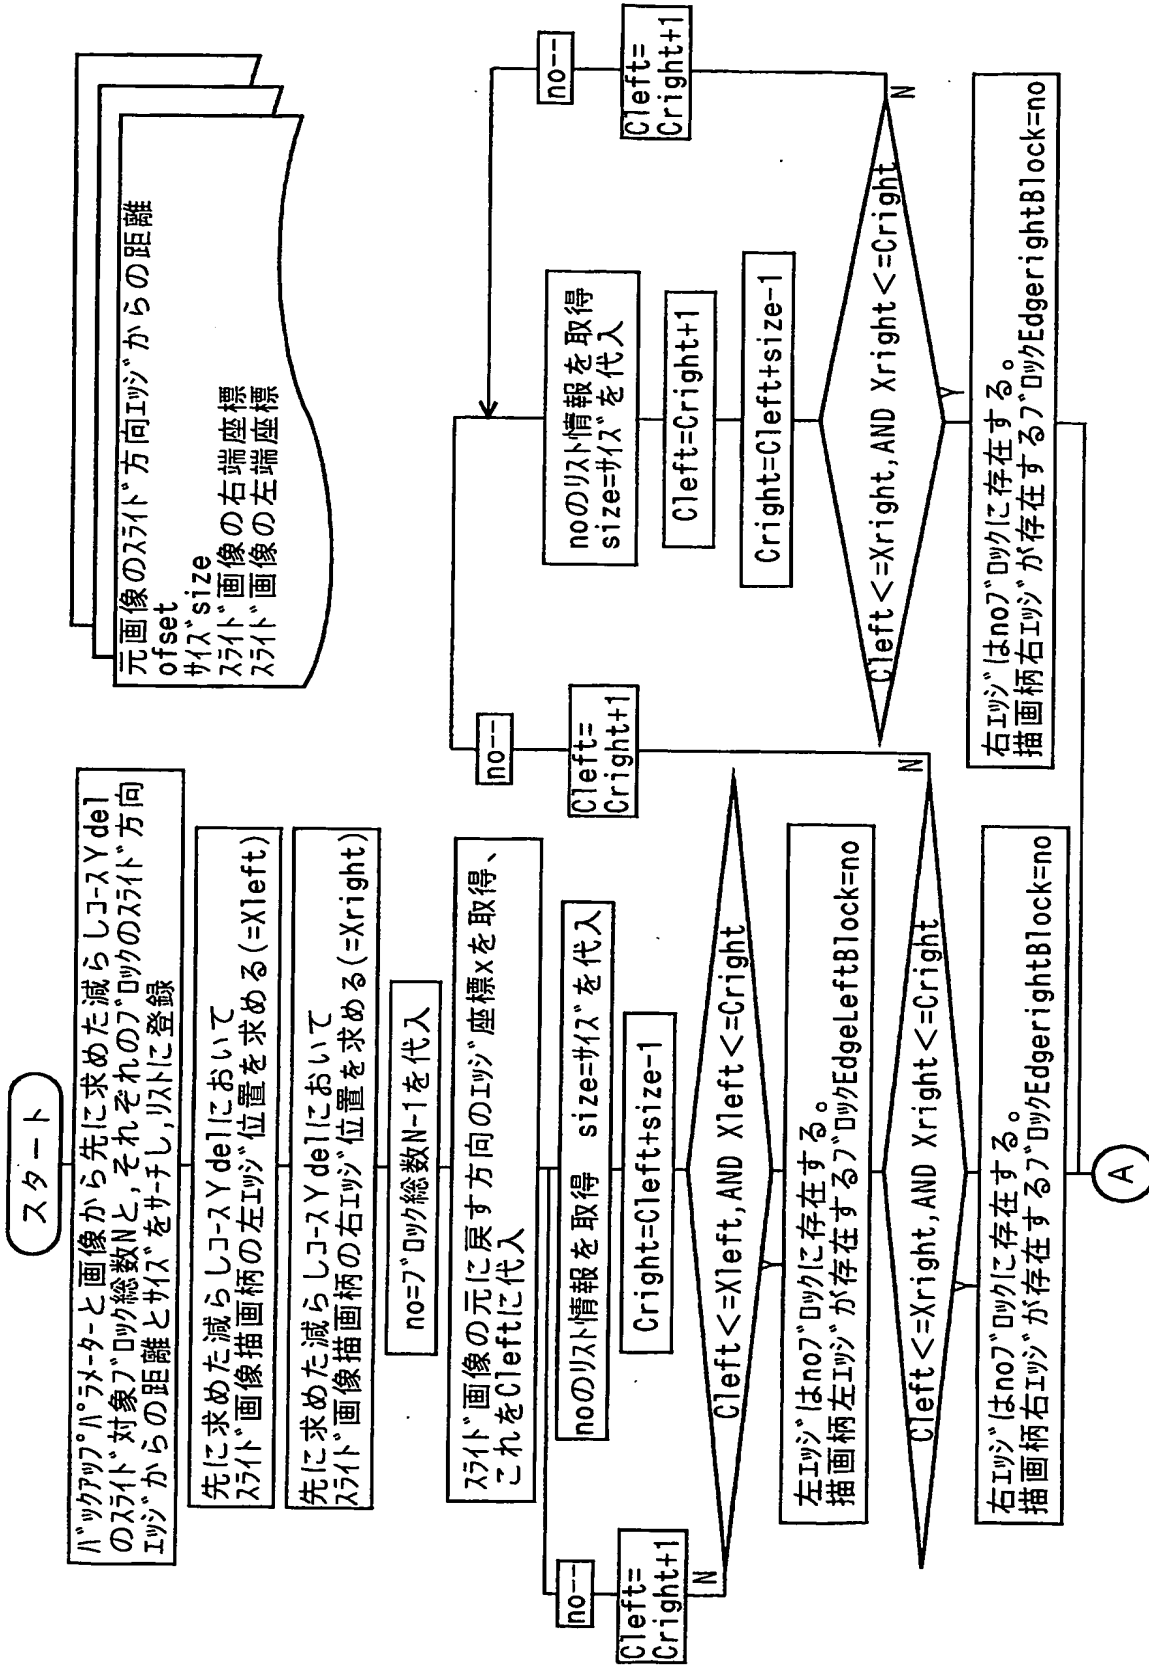 スタート
バックアップパラメーターと画像から先に求めた減らしコースYdel
のスライド対象ブロック総数Nと,それぞれのブロックのスライド方向
エッジからの距離とサイズをサーチし,リストに登録
先に求めた減らしコースYdelにおいて
スライド画像描画柄の左エッジ位置を求める(=Xleft)
先に求めた減らしコースYdelにおいて
スライド画像描画柄の右エッジ位置を求める(=Xright)
no=ブロック総数N-1を代入
スライド画像の元に戻す方向のエッジ座標xを取得、
これをCleftに代入
noのリスト情報を取得 size=サイズを代入
Cright=Cleft+size-1
Cleft<=Xleft,AND Xleft<=Cright
N
Cleft=
Cright+1
no--
Y
左エッジはnoブロックに存在する。
描画柄左エッジが存在するブロックEdgeLeftBlock=no
Cleft<=Xright,AND Xright<=Cright
Y
右エッジはnoブロックに存在する。
描画柄右エッジが存在するブロックEdgerightBlock=no
A
N
Cleft=
Cright+1
no--
元画像のスライド方向エッジからの距離
ofset
サイズsize
スライド画像の右端座標
スライド画像の左端座標
noのリスト情報を取得
size=サイズを代入
Cleft=Cright+1
Cright=Cleft+size-1
Cleft<=Xright,AND Xright<=Cright
N
Cleft=
Cright+1
no--
Y
右エッジはnoブロックに存在する。
描画柄右エッジが存在するブロックEdgerightBlock=no